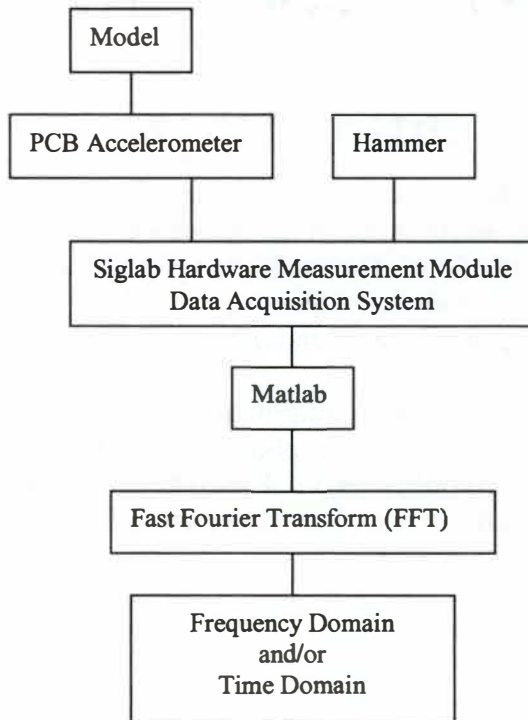 Model
PCB Accelerometer
Hammer
Siglab Hardware Measurement Module
Data Acquisition System
Matlab
Fast Fourier Transform (FFT)
Frequency Domain
and/or
Time Domain